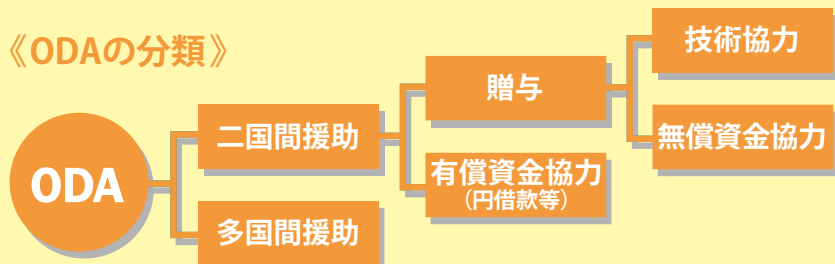 《ODAの分類》
ODA
二国間援助
多国間援助
贈与
有償資金協力
（円借款等）
技術協力
無償資金協力